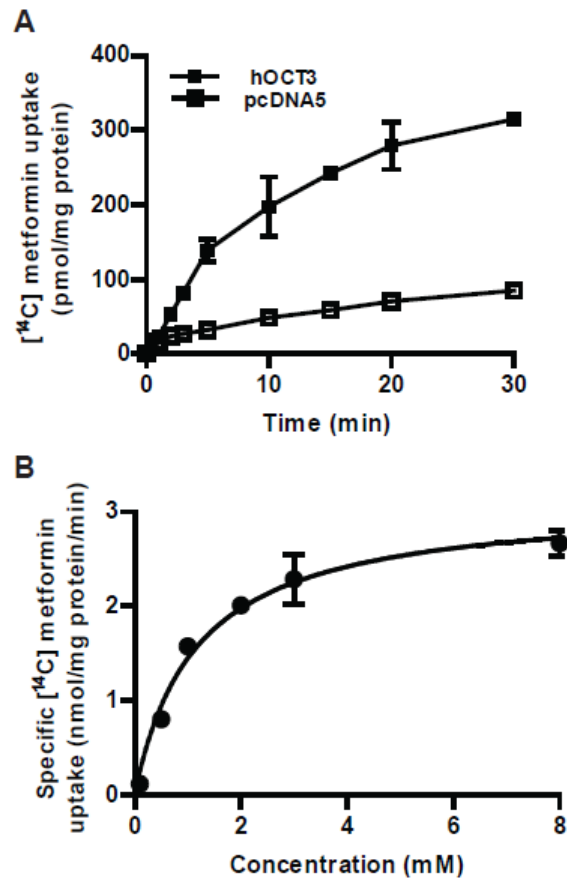 A
[¹⁴C] metformin uptake
(pmol/mg protein)
400
300
200
100
0
hOCT3
pcDNA5
0
10
20
30
Time (min)
B
Specific [¹⁴C] metformin
uptake (nmol/mg protein/min)
3
2
1
0
0
2
4
6
8
Concentration (mM)